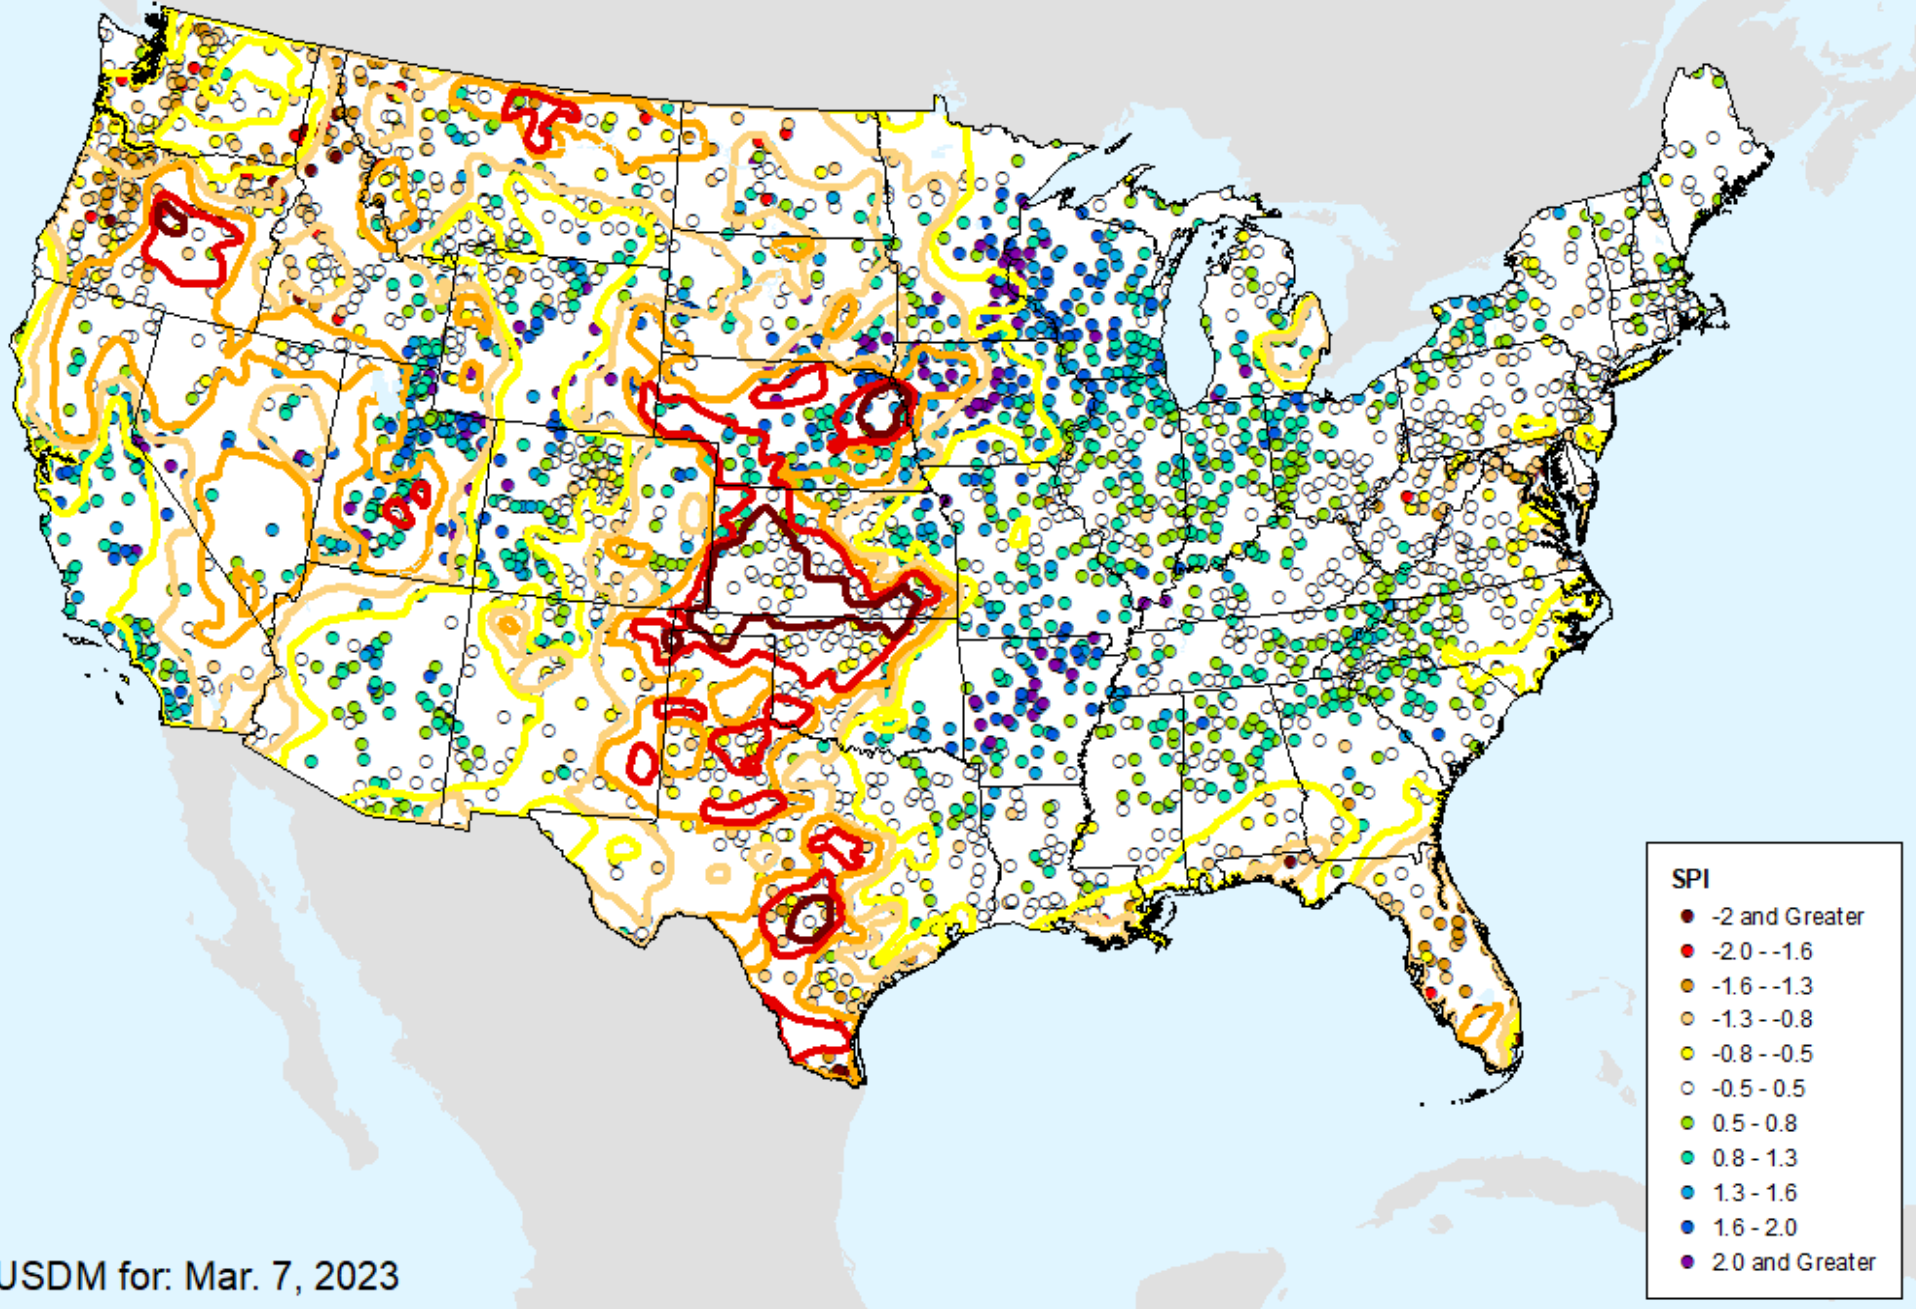 SPI
-2 and Greater
-2.0 - -1.6
-1.6 - -1.3
-1.3 - -0.8
-0.8 - -0.5
-0.5 - 0.5
0.5 - 0.8
0.8 - 1.3
1.3 - 1.6
1.6 - 2.0
2.0 and Greater
USDM for: Mar. 7, 2023